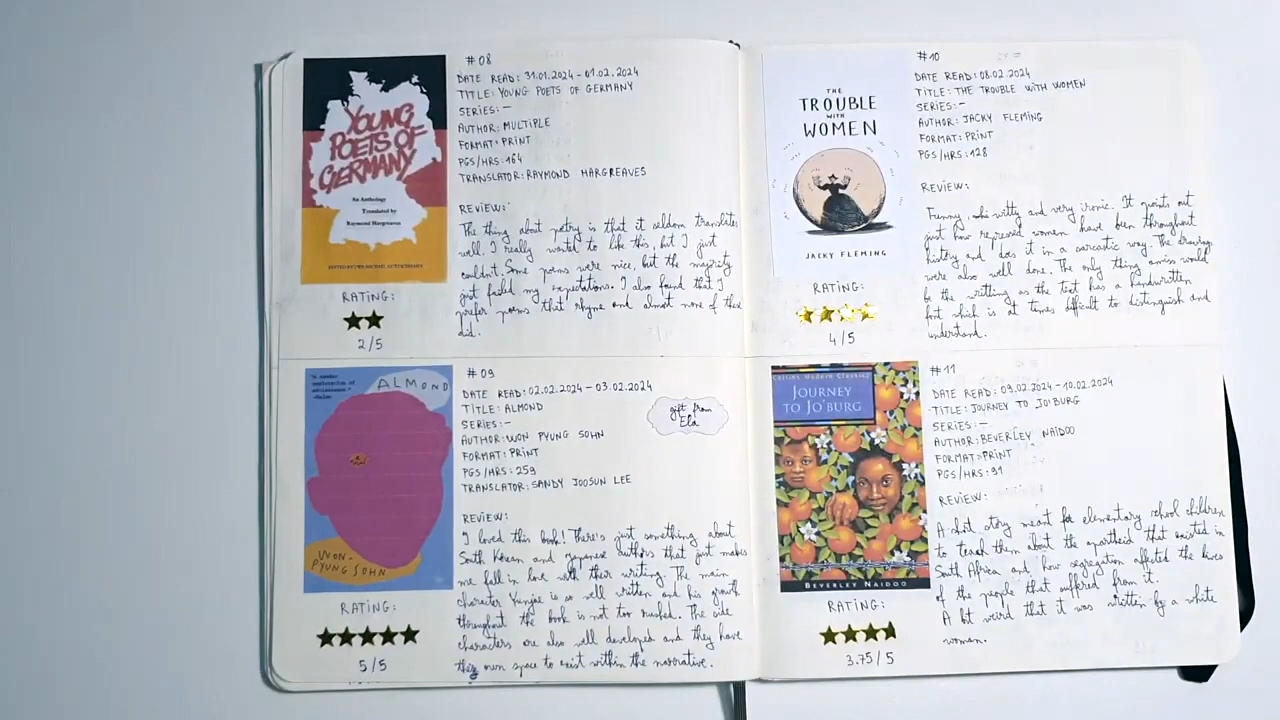 YOUNG
POETS OF
GERMANY
An Anthology
Translated by
Raymond Hargreaves
RATING:
2/5
#08
DATE READ: 31.01.2024 - 01.02.2024
TITLE: YOUNG POETS OF GERMANY
SERIES: -
AUTHOR: MULTIPLE
FORMAT: PRINT
PGS/HRS: 164
TRANSLATOR: RAYMOND HARGREAVES
REVIEW:
The thing about poetry is that it seldom translates
well. I really wanted to like this, but I just
couldn't. Some poems were nice, but the majority
just failed my expectations. I also found that I
prefer poems that rhyme and almost none of these
did.
ALMOND
WON-
PYUNG SOHN
RATING:
5/5
#09
DATE READ: 02.02.2024 - 03.02.2024
TITLE: ALMOND
SERIES: -
AUTHOR: WON PYUNG SOHN
FORMAT: PRINT
PGS/HRS: 259
TRANSLATOR: SANDY JOOSUN LEE
gift from
Ela
REVIEW:
I loved this book! There's just something about
South Korean and Japanese authors that just makes
me fall in love with their writing. The main
character Yunjae is so well written and his growth
throughout the book is not too rushed. The side
characters are also well developed and they have
their own space to exist within the narrative.
THE
TROUBLE
WITH
WOMEN
JACKY FLEMING
RATING:
4/5
#10
DATE READ: 08.02.2024
TITLE: THE TROUBLE WITH WOMEN
SERIES: -
AUTHOR: JACKY FLEMING
FORMAT: PRINT
PGS/HRS: 128
REVIEW:
Funny, witty and very ironic. It points out
just how repressed women have been throughout
history and does it in a sarcastic way. The drawings
were also well done. The only thing amiss would
be the writting as the text has a handwritten
font which is at times difficult to distinguish and
understand.
Collins Modern Classics
JOURNEY
TO JO'BURG
BEVERLEY NAIDOO
RATING:
3.75/5
#11
DATE READ: 09.02.2024 - 10.02.2024
TITLE: JOURNEY TO JO'BURG
SERIES: -
AUTHOR: BEVERLEY NAIDOO
FORMAT: PRINT
PGS/HRS: 91
REVIEW:
A short story meant for elementary school children
to teach them about the apartheid that existed in
South Africa and how segregation affected the lives
of the people that suffered from it.
A bit weird that it was written by a white
woman.